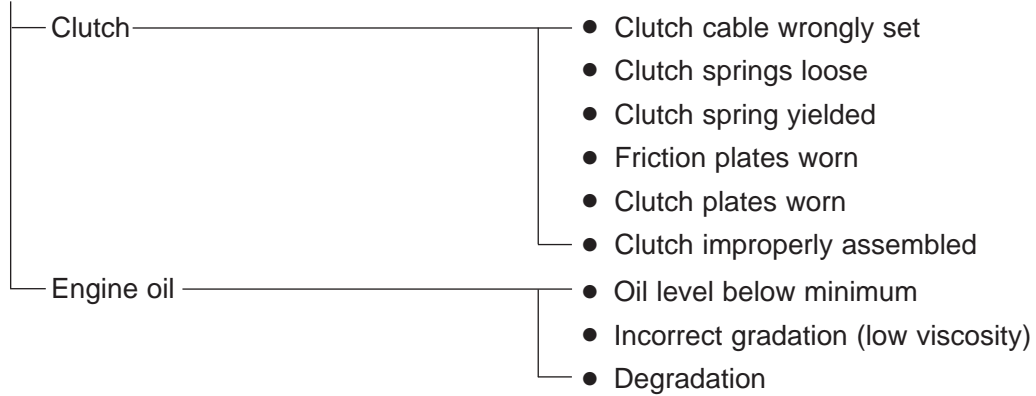 Clutch
● Clutch cable wrongly set
● Clutch springs loose
● Clutch spring yielded
● Friction plates worn
● Clutch plates worn
● Clutch improperly assembled
Engine oil
● Oil level below minimum
● Incorrect gradation (low viscosity)
● Degradation